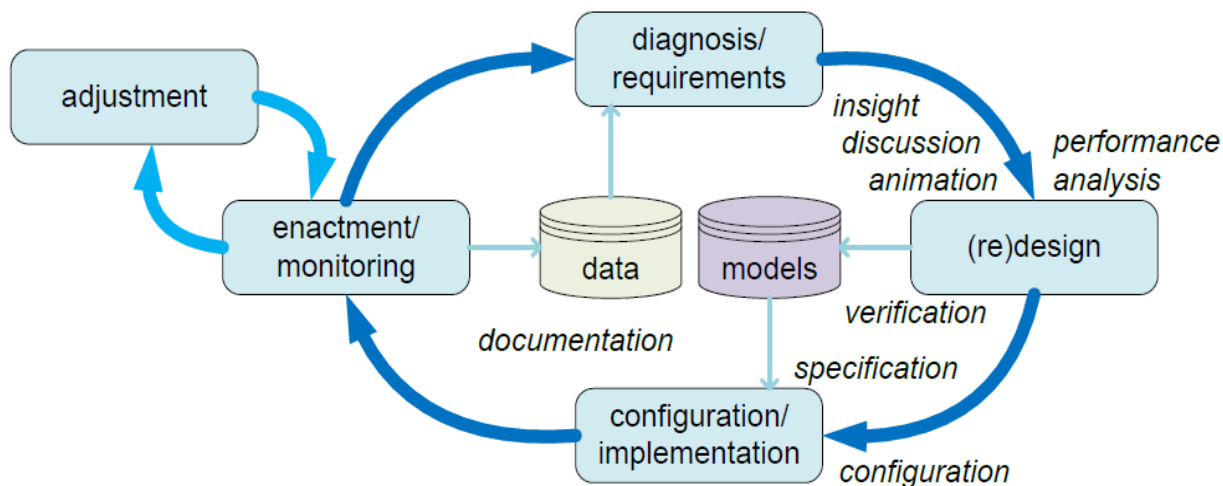 diagnosis/
requirements
adjustment
insight
discussion
animation
performance
analysis
enactment/
monitoring
data
models
(re)design
verification
documentation
specification
configuration/
implementation
configuration